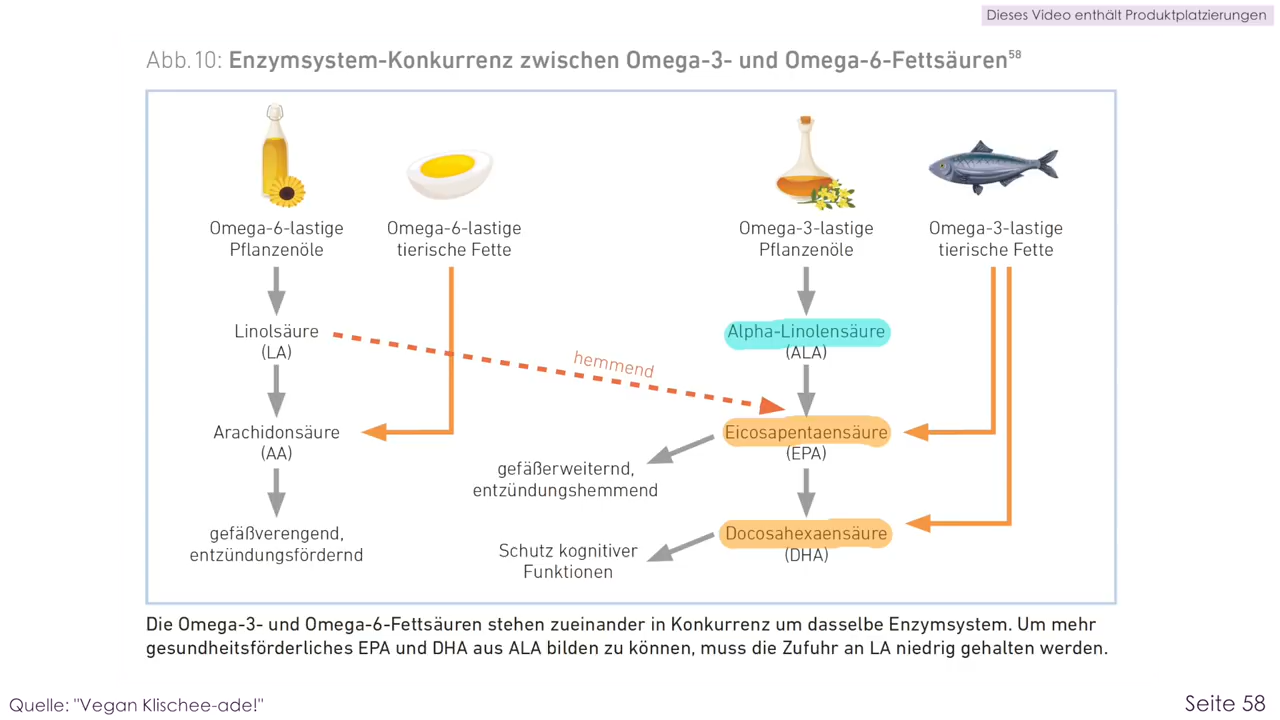 Dieses Video enthält Produktplatzierungen
Abb. 10: Enzymsystem-Konkurrenz zwischen Omega-3- und Omega-6-Fettsäuren⁵⁸
Omega-6-lastige
Pflanzenöle
Omega-6-lastige
tierische Fette
Omega-3-lastige
Pflanzenöle
Omega-3-lastige
tierische Fette
Linolsäure
(LA)
hemmend
Alpha-Linolensäure
(ALA)
Arachidonsäure
(AA)
Eicosapentaensäure
(EPA)
gefäßerweiternd,
entzündungshemmend
gefäßverengend,
entzündungsfördernd
Schutz kognitiver
Funktionen
Docosahexaensäure
(DHA)
Die Omega-3- und Omega-6-Fettsäuren stehen zueinander in Konkurrenz um dasselbe Enzymsystem. Um mehr
gesundheitsförderliches EPA und DHA aus ALA bilden zu können, muss die Zufuhr an LA niedrig gehalten werden.
Quelle: "Vegan Klischee-ade!"
Seite 58